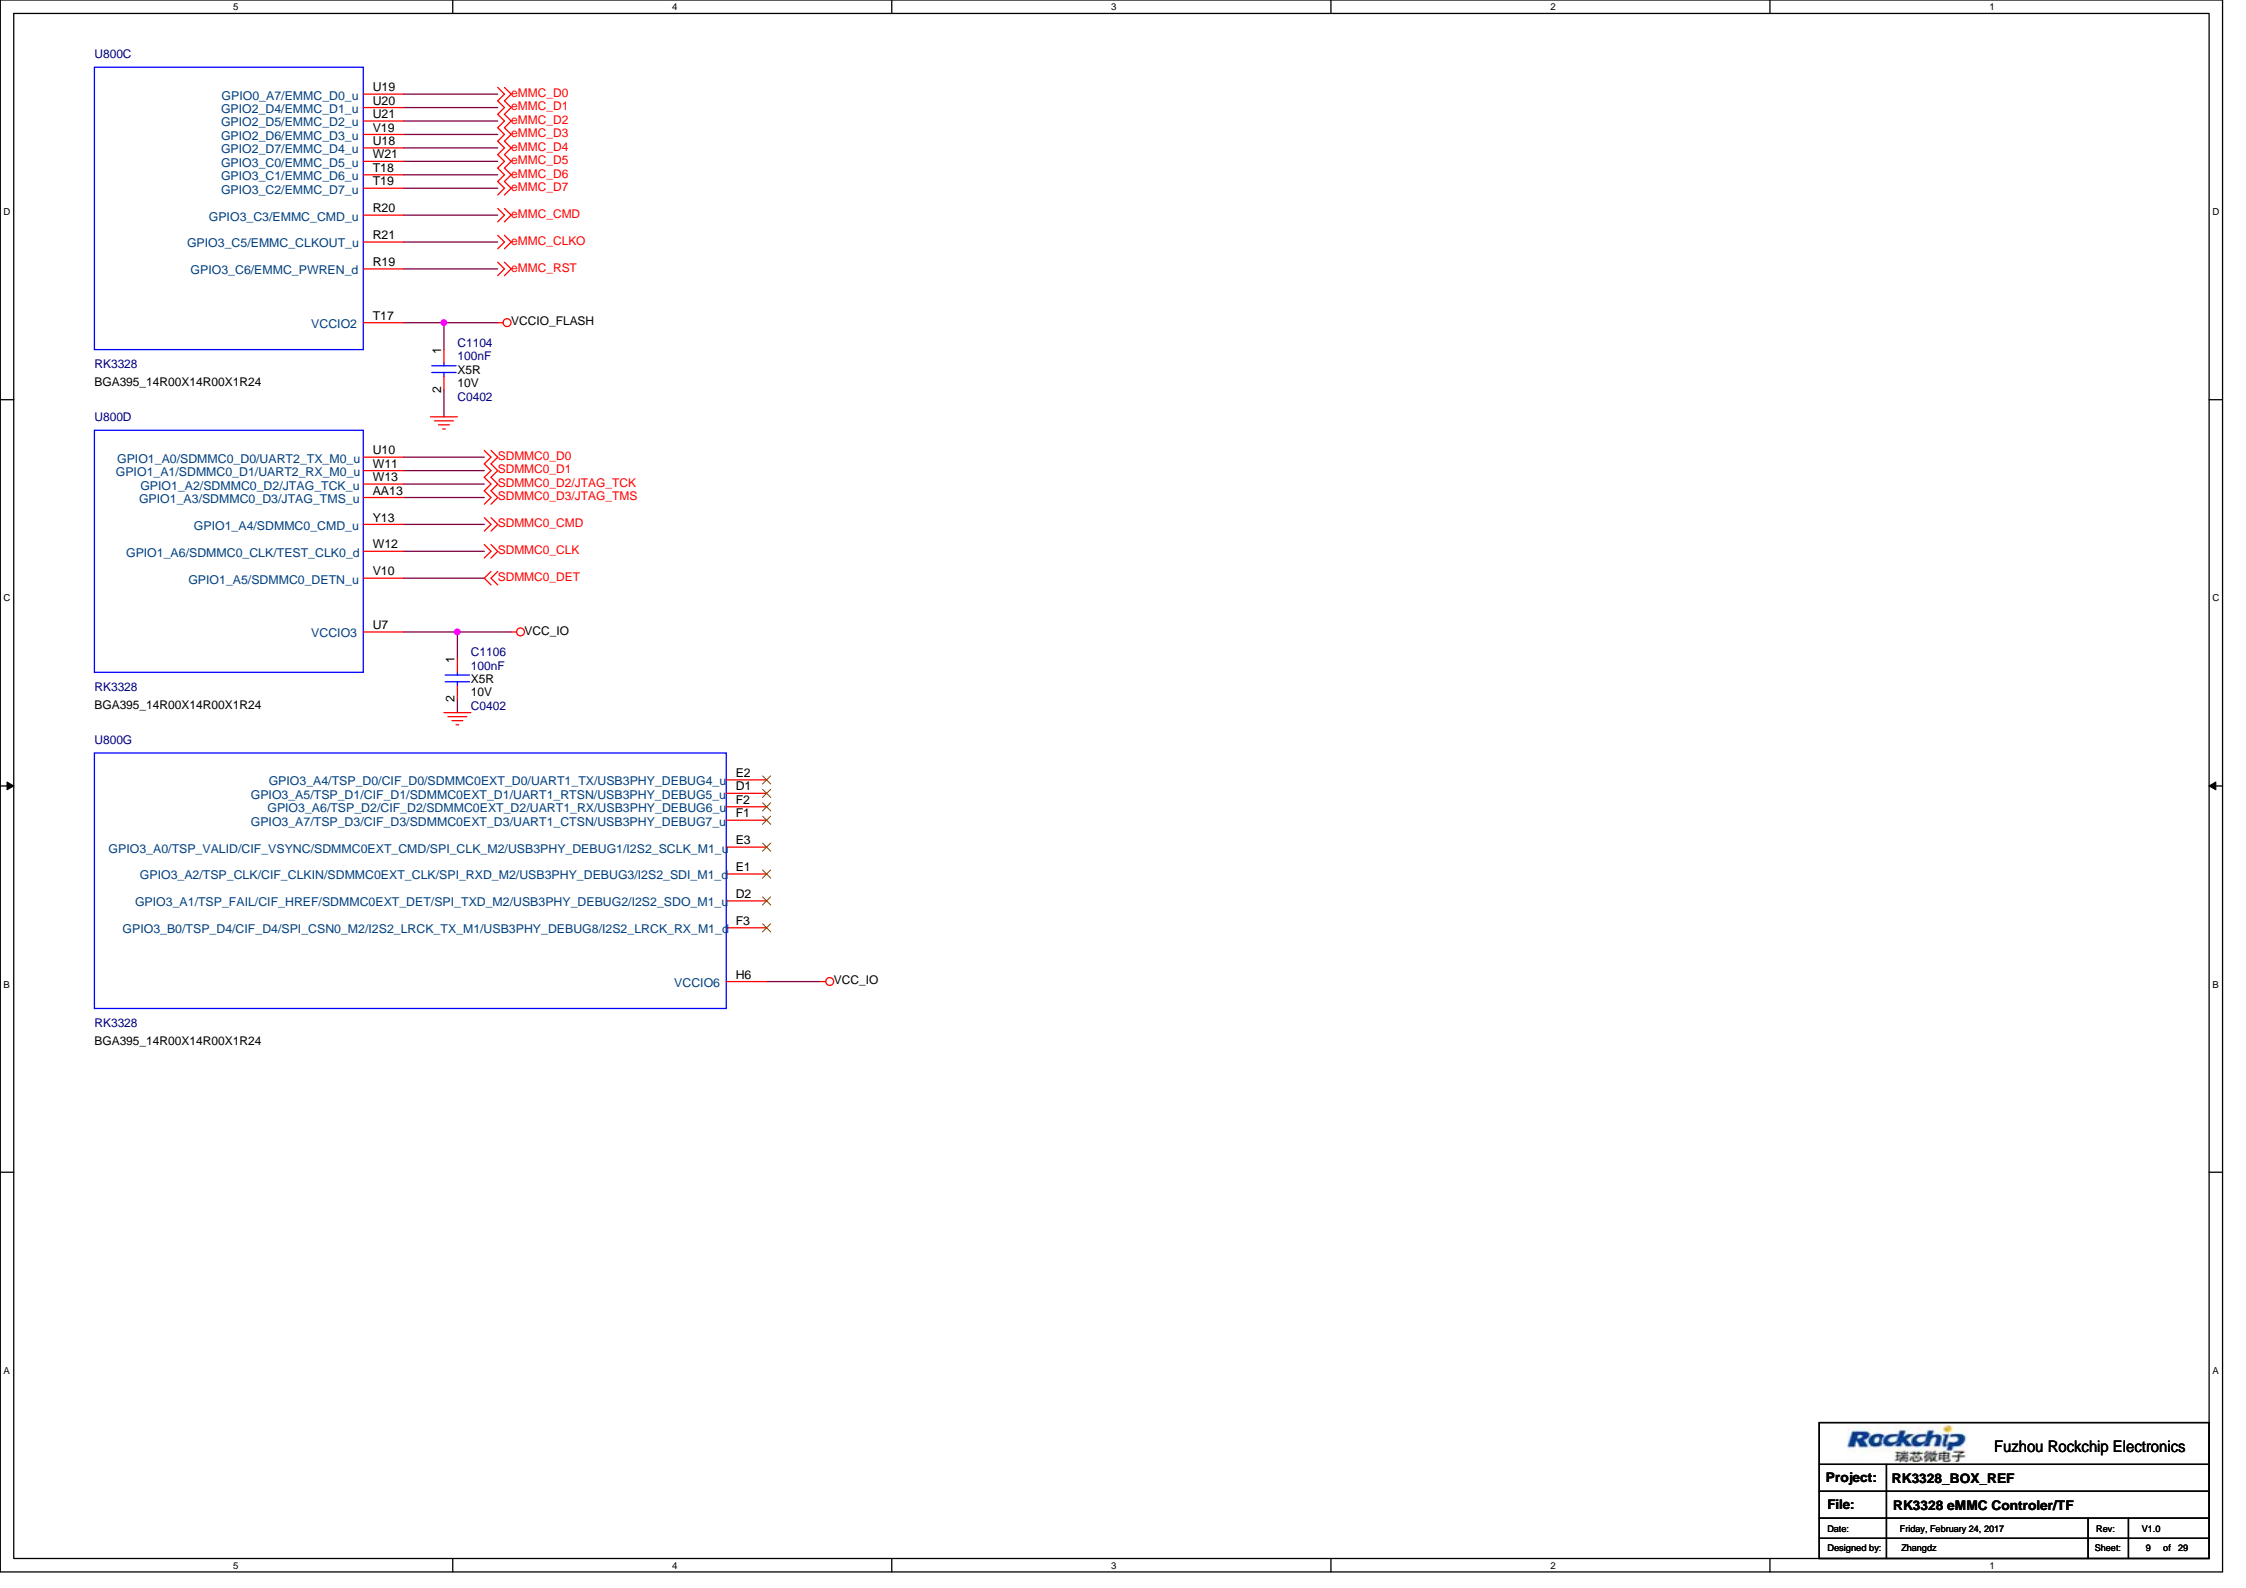 5 4 3 2 1
U800C
GPIO0_A7/EMMC_D0_u U19 eMMC_D0
GPIO2_D4/EMMC_D1_u U20 eMMC_D1
GPIO2_D5/EMMC_D2_u U21 eMMC_D2
GPIO2_D6/EMMC_D3_u V19 eMMC_D3
GPIO2_D7/EMMC_D4_u U18 eMMC_D4
GPIO3_C0/EMMC_D5_u W21 eMMC_D5
GPIO3_C1/EMMC_D6_u T18 eMMC_D6
GPIO3_C2/EMMC_D7_u T19 eMMC_D7
D D
GPIO3_C3/EMMC_CMD_u R20 eMMC_CMD
GPIO3_C5/EMMC_CLKOUT_u R21 eMMC_CLKO
GPIO3_C6/EMMC_PWREN_d R19 eMMC_RST
VCCIO2 T17 VCCIO_FLASH
1 2
C1104
100nF
X5R
10V
C0402
RK3328
BGA395_14R00X14R00X1R24
U800D
GPIO1_A0/SDMMC0_D0/UART2_TX_M0_u U10 SDMMC0_D0
GPIO1_A1/SDMMC0_D1/UART2_RX_M0_u W11 SDMMC0_D1
GPIO1_A2/SDMMC0_D2/JTAG_TCK_u W13 SDMMC0_D2/JTAG_TCK
GPIO1_A3/SDMMC0_D3/JTAG_TMS_u AA13 SDMMC0_D3/JTAG_TMS
GPIO1_A4/SDMMC0_CMD_u Y13 SDMMC0_CMD
GPIO1_A6/SDMMC0_CLK/TEST_CLK0_d W12 SDMMC0_CLK
GPIO1_A5/SDMMC0_DETN_u V10 SDMMC0_DET
C C
VCCIO3 U7 VCC_IO
1 2
C1106
100nF
X5R
10V
C0402
RK3328
BGA395_14R00X14R00X1R24
U800G
GPIO3_A4/TSP_D0/CIF_D0/SDMMC0EXT_D0/UART1_TX/USB3PHY_DEBUG4_u E2
GPIO3_A5/TSP_D1/CIF_D1/SDMMC0EXT_D1/UART1_RTSN/USB3PHY_DEBUG5_u D1
GPIO3_A6/TSP_D2/CIF_D2/SDMMC0EXT_D2/UART1_RX/USB3PHY_DEBUG6_u F2
GPIO3_A7/TSP_D3/CIF_D3/SDMMC0EXT_D3/UART1_CTSN/USB3PHY_DEBUG7_u F1
GPIO3_A0/TSP_VALID/CIF_VSYNC/SDMMC0EXT_CMD/SPI_CLK_M2/USB3PHY_DEBUG1/I2S2_SCLK_M1_u E3
GPIO3_A2/TSP_CLK/CIF_CLKIN/SDMMC0EXT_CLK/SPI_RXD_M2/USB3PHY_DEBUG3/I2S2_SDI_M1_d E1
GPIO3_A1/TSP_FAIL/CIF_HREF/SDMMC0EXT_DET/SPI_TXD_M2/USB3PHY_DEBUG2/I2S2_SDO_M1_u D2
GPIO3_B0/TSP_D4/CIF_D4/SPI_CSN0_M2/I2S2_LRCK_TX_M1/USB3PHY_DEBUG8/I2S2_LRCK_RX_M1_d F3
VCCIO6 H6 VCC_IO
B B
RK3328
BGA395_14R00X14R00X1R24
A A
Rockchip
瑞芯微电子
Fuzhou Rockchip Electronics
Project: RK3328_BOX_REF
File: RK3328 eMMC Controler/TF
Date: Friday, February 24, 2017 Rev: V1.0
Designed by: Zhangdz Sheet: 9 of 29
5 4 3 2 1